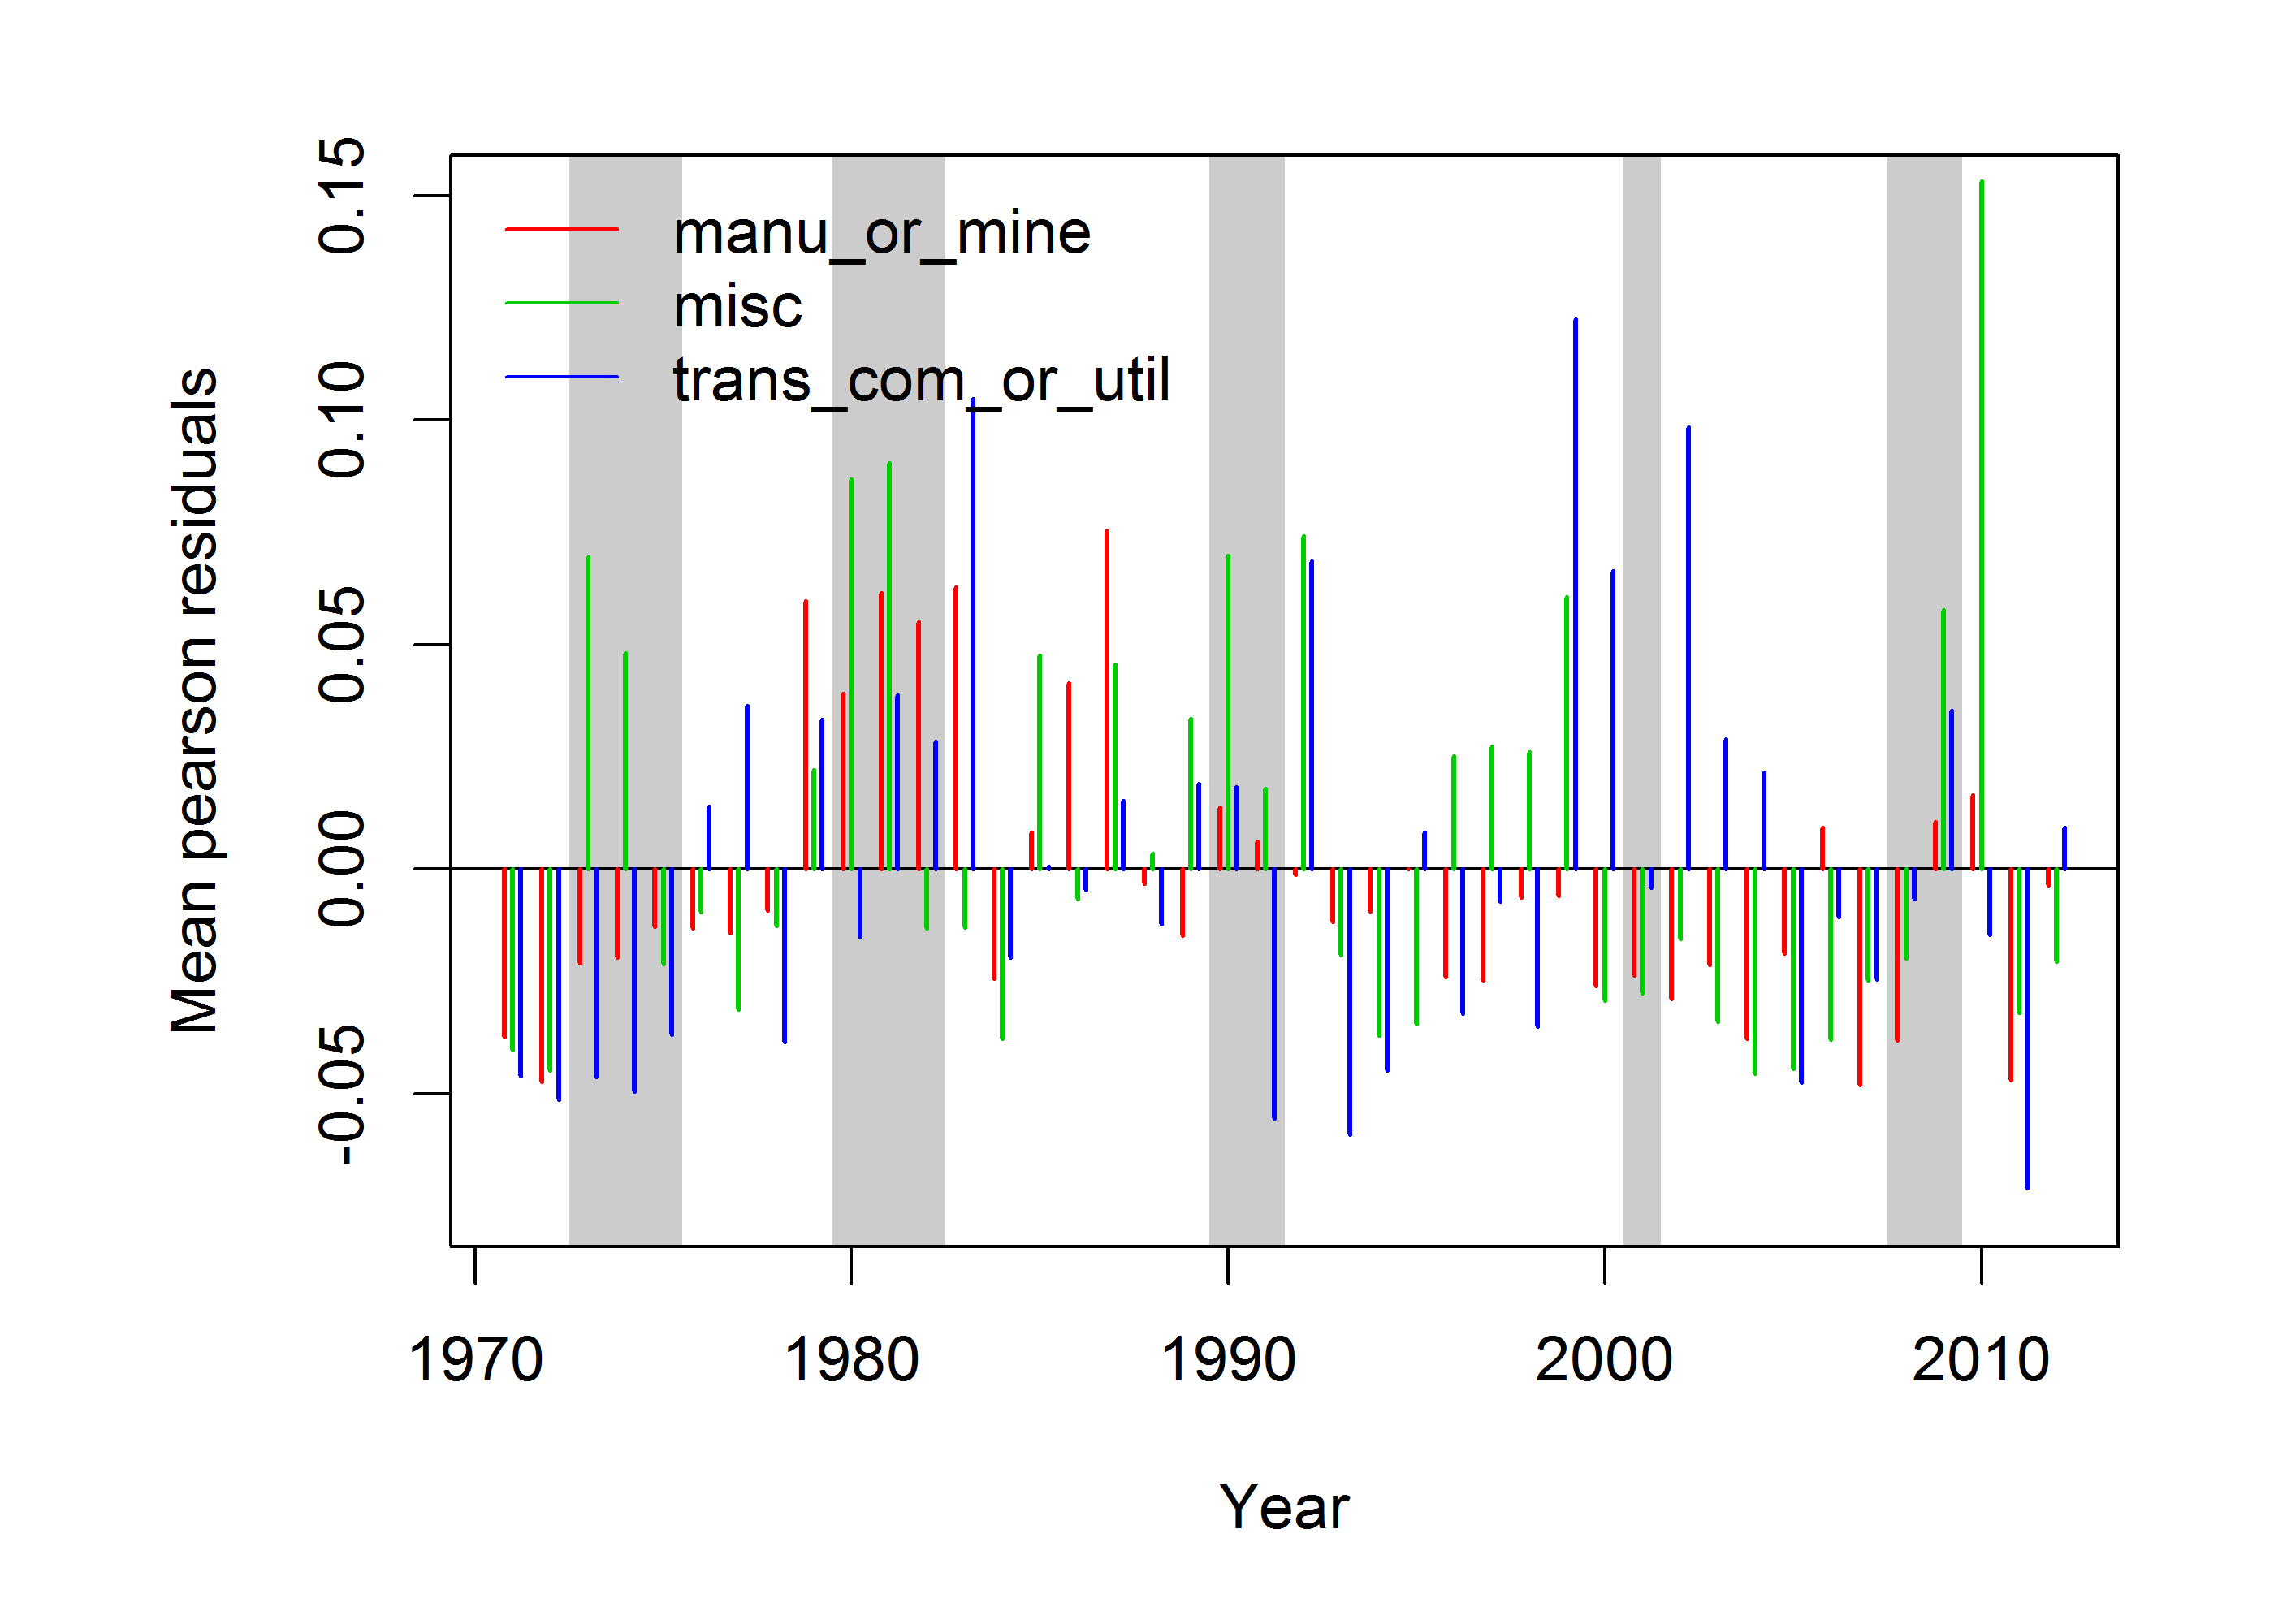 0.15
0.10
0.05
0.00
-0.05
Mean pearson residuals
manu_or_mine
misc
trans_com_or_util
1970 1980 1990 2000 2010
Year